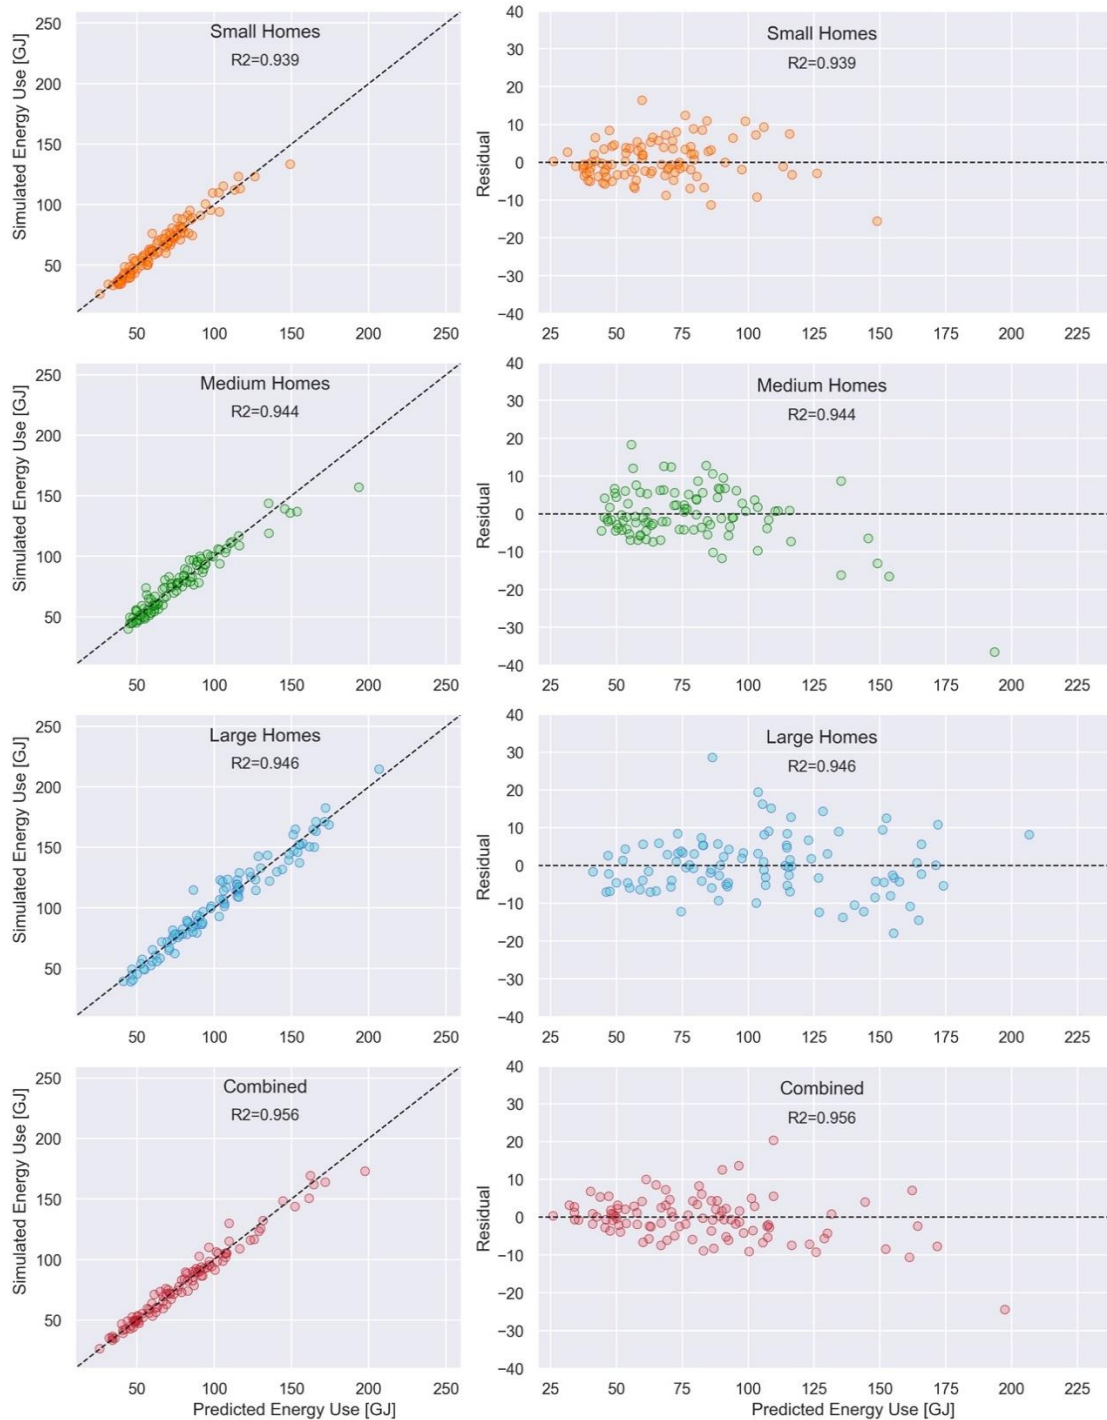 Small Homes
R2=0.939
Simulated Energy Use [GJ]
250
200
150
100
50
50 100 150 200 250
Small Homes
R2=0.939
Residual
40
30
20
10
0
−10
−20
−30
−40
25 50 75 100 125 150 175 200 225
Medium Homes
R2=0.944
Simulated Energy Use [GJ]
250
200
150
100
50
50 100 150 200 250
Medium Homes
R2=0.944
Residual
40
30
20
10
0
−10
−20
−30
−40
25 50 75 100 125 150 175 200 225
Large Homes
R2=0.946
Simulated Energy Use [GJ]
250
200
150
100
50
50 100 150 200 250
Large Homes
R2=0.946
Residual
40
30
20
10
0
−10
−20
−30
−40
25 50 75 100 125 150 175 200 225
Combined
R2=0.956
Simulated Energy Use [GJ]
250
200
150
100
50
50 100 150 200 250
Predicted Energy Use [GJ]
Combined
R2=0.956
Residual
40
30
20
10
0
−10
−20
−30
−40
25 50 75 100 125 150 175 200 225
Predicted Energy Use [GJ]